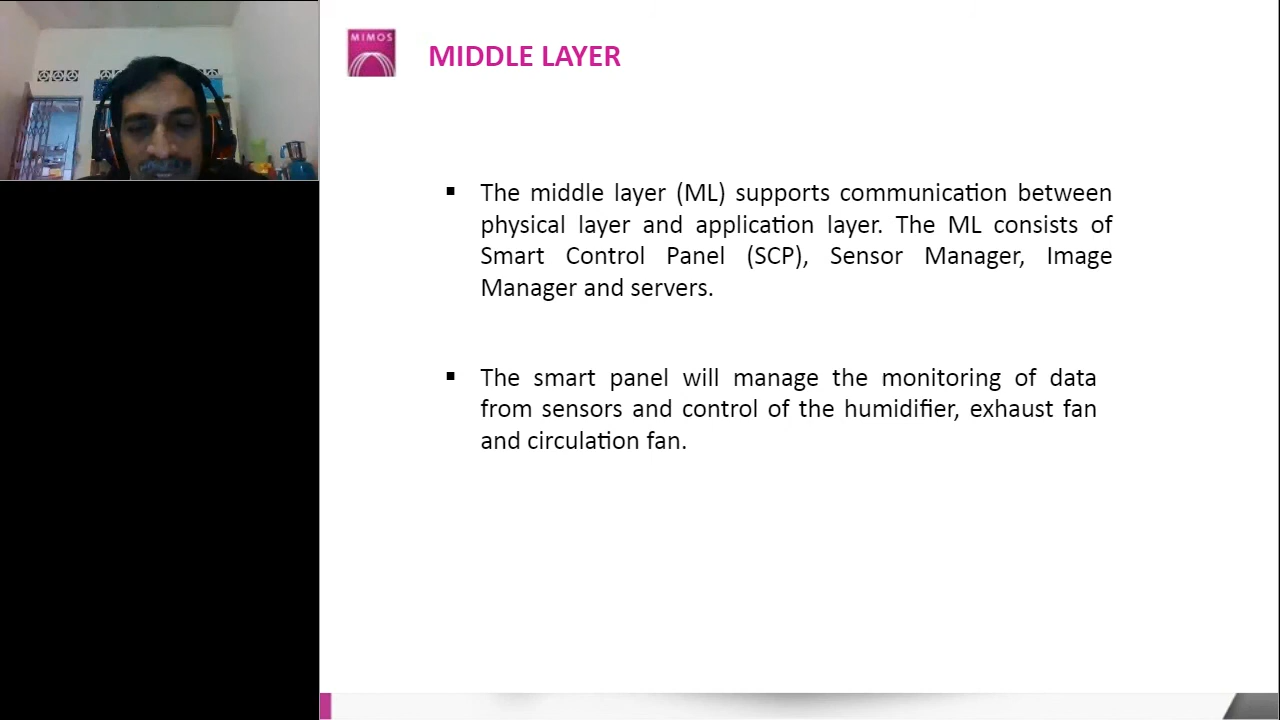 MIMOS
MIDDLE LAYER
▪ The middle layer (ML) supports communication between
physical layer and application layer. The ML consists of
Smart Control Panel (SCP), Sensor Manager, Image
Manager and servers.
▪ The smart panel will manage the monitoring of data
from sensors and control of the humidifier, exhaust fan
and circulation fan.